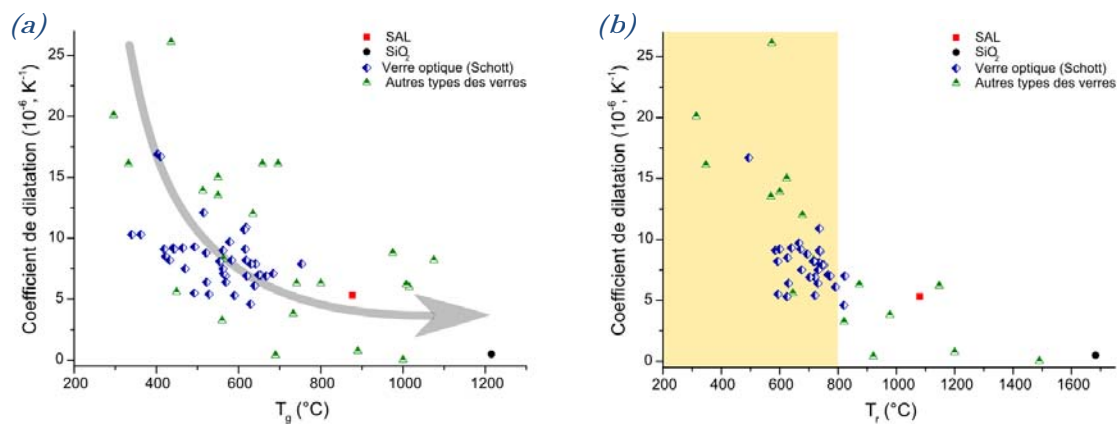 (a)
Coefficient de dilatation (10⁻⁶, K⁻¹)
25
20
15
10
5
0
SAL
SiO₂
Verre optique (Schott)
Autres types des verres
200 400 600 800 1000 1200
T_g (°C)
(b)
Coefficient de dilatation (10⁻⁶, K⁻¹)
25
20
15
10
5
0
SAL
SiO₂
Verre optique (Schott)
Autres types des verres
200 400 600 800 1000 1200 1400 1600
T_r (°C)